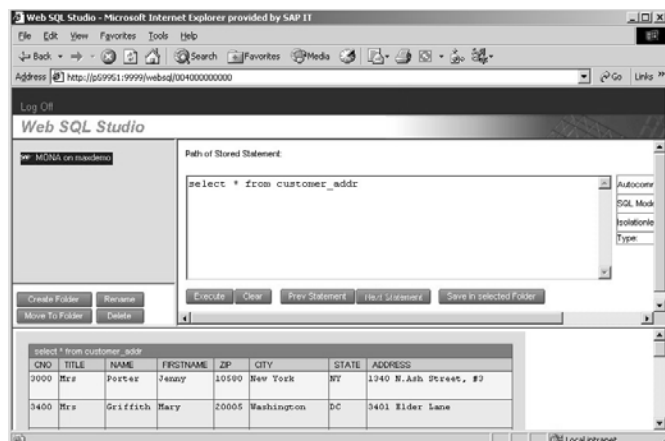 Web SQL Studio - Microsoft Internet Explorer provided by SAP IT
File Edit View Favorites Tools Help
Back Search Favorites Media
Address http://p59951:9999/websql/004000000000 Go Links »
Log Off
Web SQL Studio
MDNA on maxdemo
Path of Stored Statement:
select * from customer_addr
Autocomm
SQL Mode
Isolationle
Type:
Execute Clear Prev Statement Next Statement Save in selected Folder
Create Folder Rename
Move To Folder Delete
select * from customer_addr
CNO TITLE NAME FIRSTNAME ZIP CITY STATE ADDRESS
3000 Mrs Porter Jenny 10580 New York NY 1340 N.Ash Street, #3
3400 Mrs Griffith Mary 20005 Washington DC 3401 Elder Lane
Local intranet